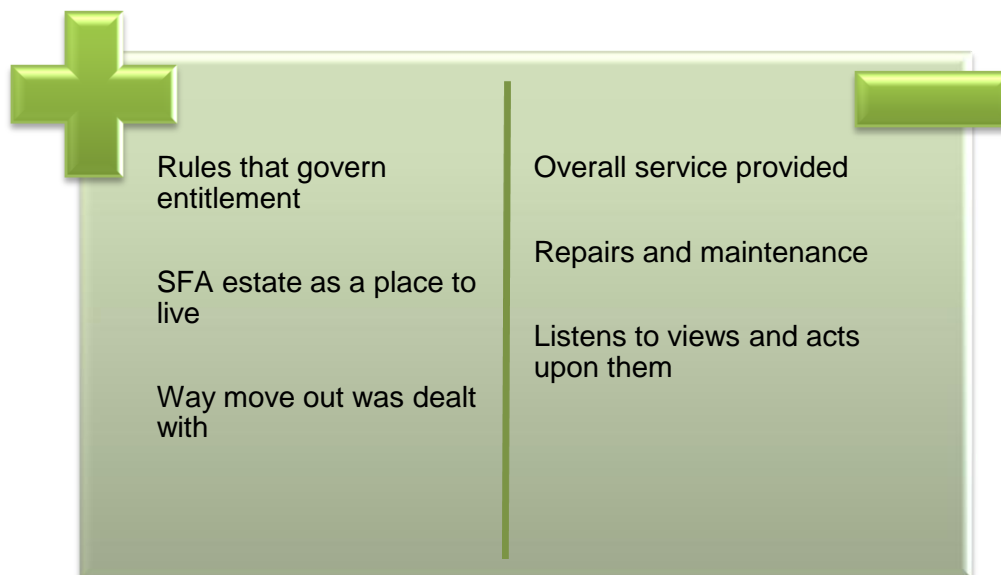 Rules that govern
entitlement
SFA estate as a place to
live
Way move out was dealt
with
Overall service provided
Repairs and maintenance
Listens to views and acts
upon them